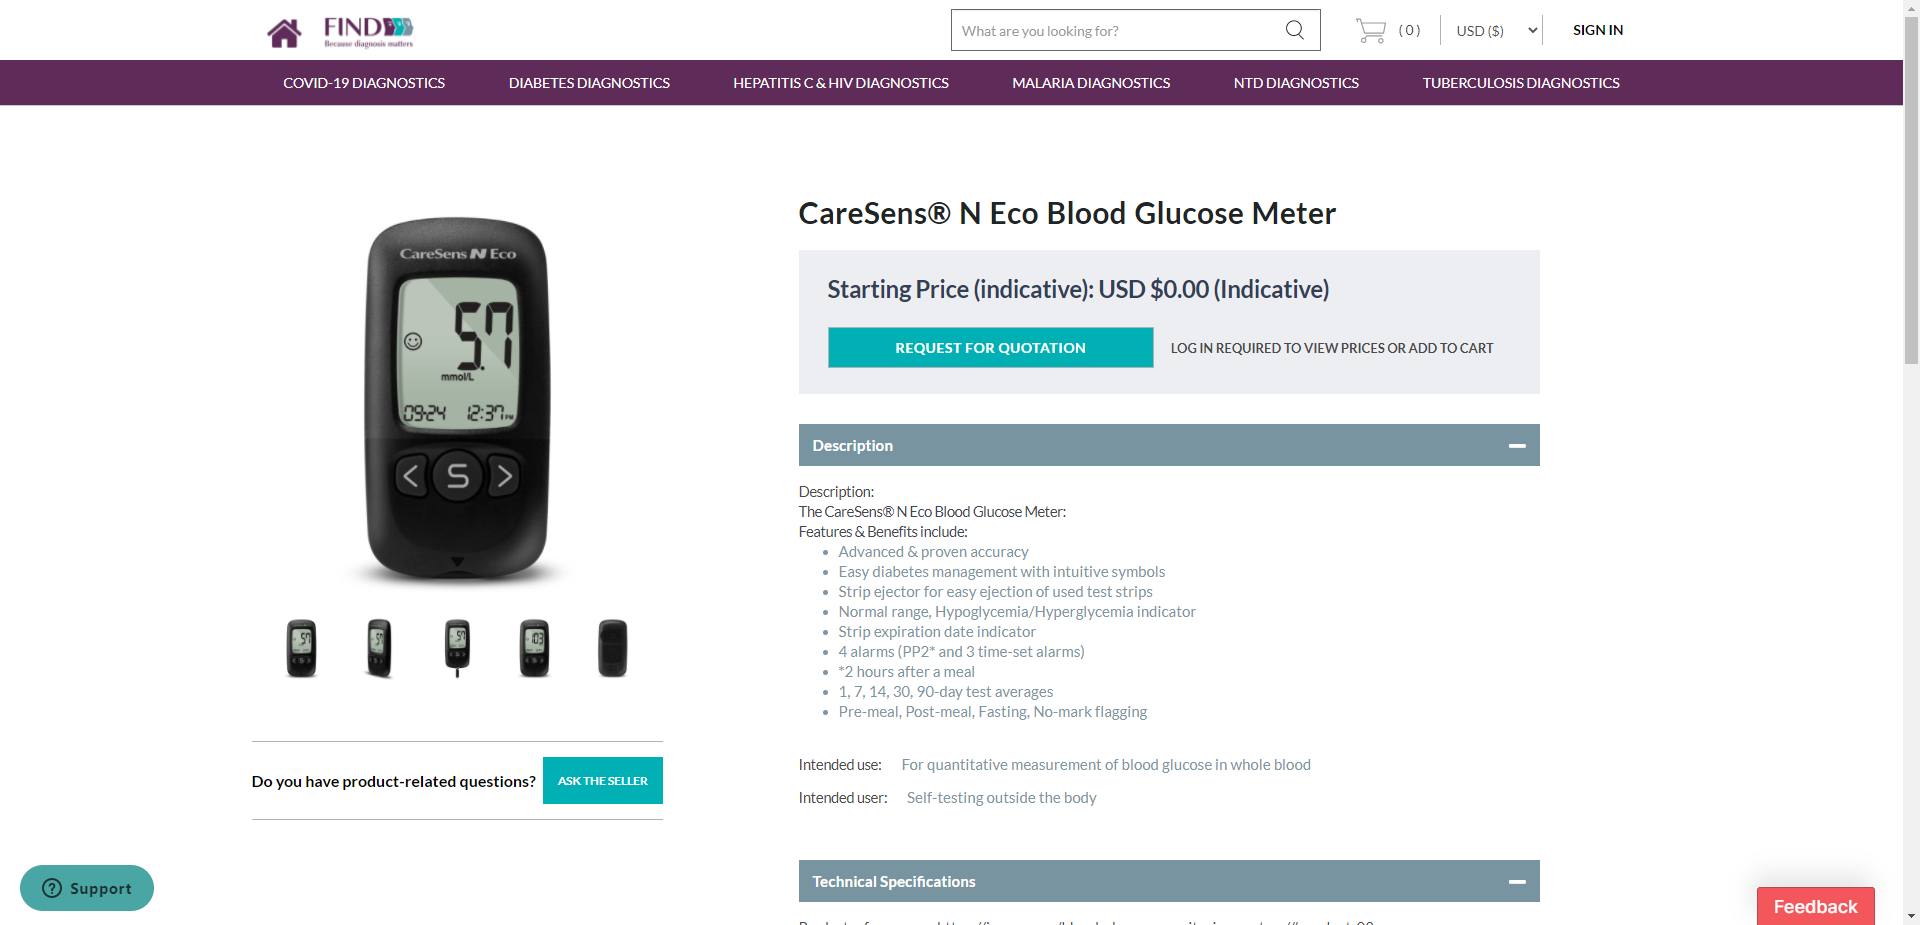 FIND
Because diagnosis matters
What are you looking for?
( 0 )
USD ($)
SIGN IN
COVID-19 DIAGNOSTICS
DIABETES DIAGNOSTICS
HEPATITIS C & HIV DIAGNOSTICS
MALARIA DIAGNOSTICS
NTD DIAGNOSTICS
TUBERCULOSIS DIAGNOSTICS
CareSens N Eco
5.7
mmol/L
09-24 12:37 PM
S
CareSens® N Eco Blood Glucose Meter
Starting Price (indicative): USD $0.00 (Indicative)
REQUEST FOR QUOTATION
LOG IN REQUIRED TO VIEW PRICES OR ADD TO CART
Description
Description:
The CareSens® N Eco Blood Glucose Meter:
Features & Benefits include:
Advanced & proven accuracy
Easy diabetes management with intuitive symbols
Strip ejector for easy ejection of used test strips
Normal range, Hypoglycemia/Hyperglycemia indicator
Strip expiration date indicator
4 alarms (PP2* and 3 time-set alarms)
*2 hours after a meal
1, 7, 14, 30, 90-day test averages
Pre-meal, Post-meal, Fasting, No-mark flagging
Intended use: For quantitative measurement of blood glucose in whole blood
Intended user: Self-testing outside the body
Do you have product-related questions?
ASK THE SELLER
Technical Specifications
Support
Feedback